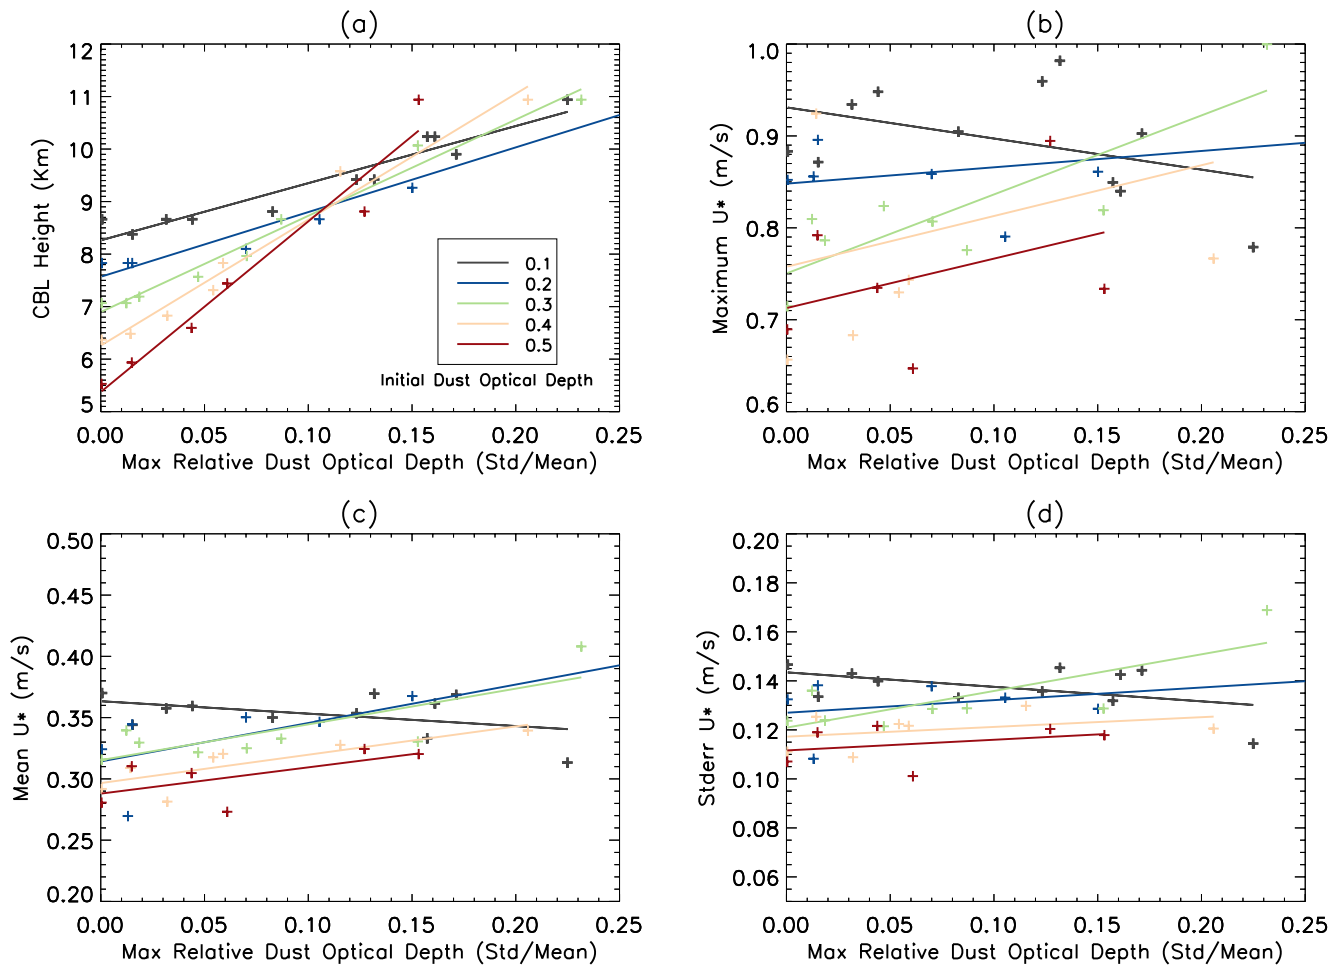 (a)
12
11
10
9
8
7
6
5
CBL Height (Km)
0.1
0.2
0.3
0.4
0.5
Initial Dust Optical Depth
0.00 0.05 0.10 0.15 0.20 0.25
Max Relative Dust Optical Depth (Std/Mean)
(b)
1.0
0.9
0.8
0.7
0.6
Maximum U* (m/s)
0.00 0.05 0.10 0.15 0.20 0.25
Max Relative Dust Optical Depth (Std/Mean)
(c)
0.50
0.45
0.40
0.35
0.30
0.25
0.20
Mean U* (m/s)
0.00 0.05 0.10 0.15 0.20 0.25
Max Relative Dust Optical Depth (Std/Mean)
(d)
0.20
0.18
0.16
0.14
0.12
0.10
0.08
0.06
Stderr U* (m/s)
0.00 0.05 0.10 0.15 0.20 0.25
Max Relative Dust Optical Depth (Std/Mean)